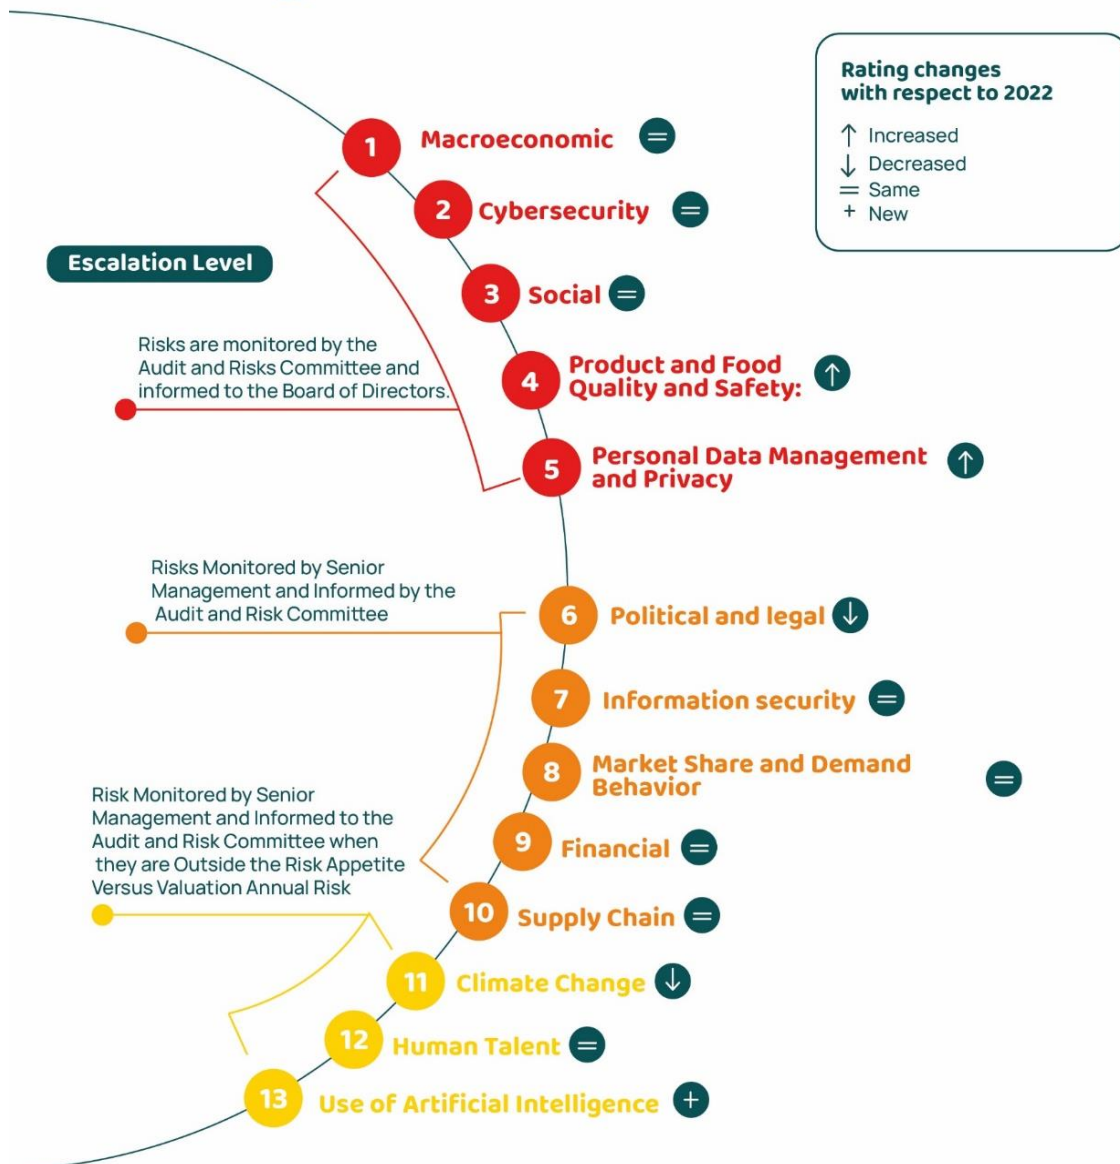 Rating changes
with respect to 2022
↑ Increased
↓ Decreased
= Same
+ New
1 Macroeconomic =
2 Cybersecurity =
Escalation Level
3 Social =
Risks are monitored by the
Audit and Risks Committee and
informed to the Board of Directors.
4 Product and Food
Quality and Safety: ↑
5 Personal Data Management
and Privacy ↑
Risks Monitored by Senior
Management and Informed by the
Audit and Risk Committee
6 Political and legal ↓
7 Information security =
8 Market Share and Demand
Behavior =
Risk Monitored by Senior
Management and Informed to the
Audit and Risk Committee when
they are Outside the Risk Appetite
Versus Valuation Annual Risk
9 Financial =
10 Supply Chain =
11 Climate Change ↓
12 Human Talent =
13 Use of Artificial Intelligence +